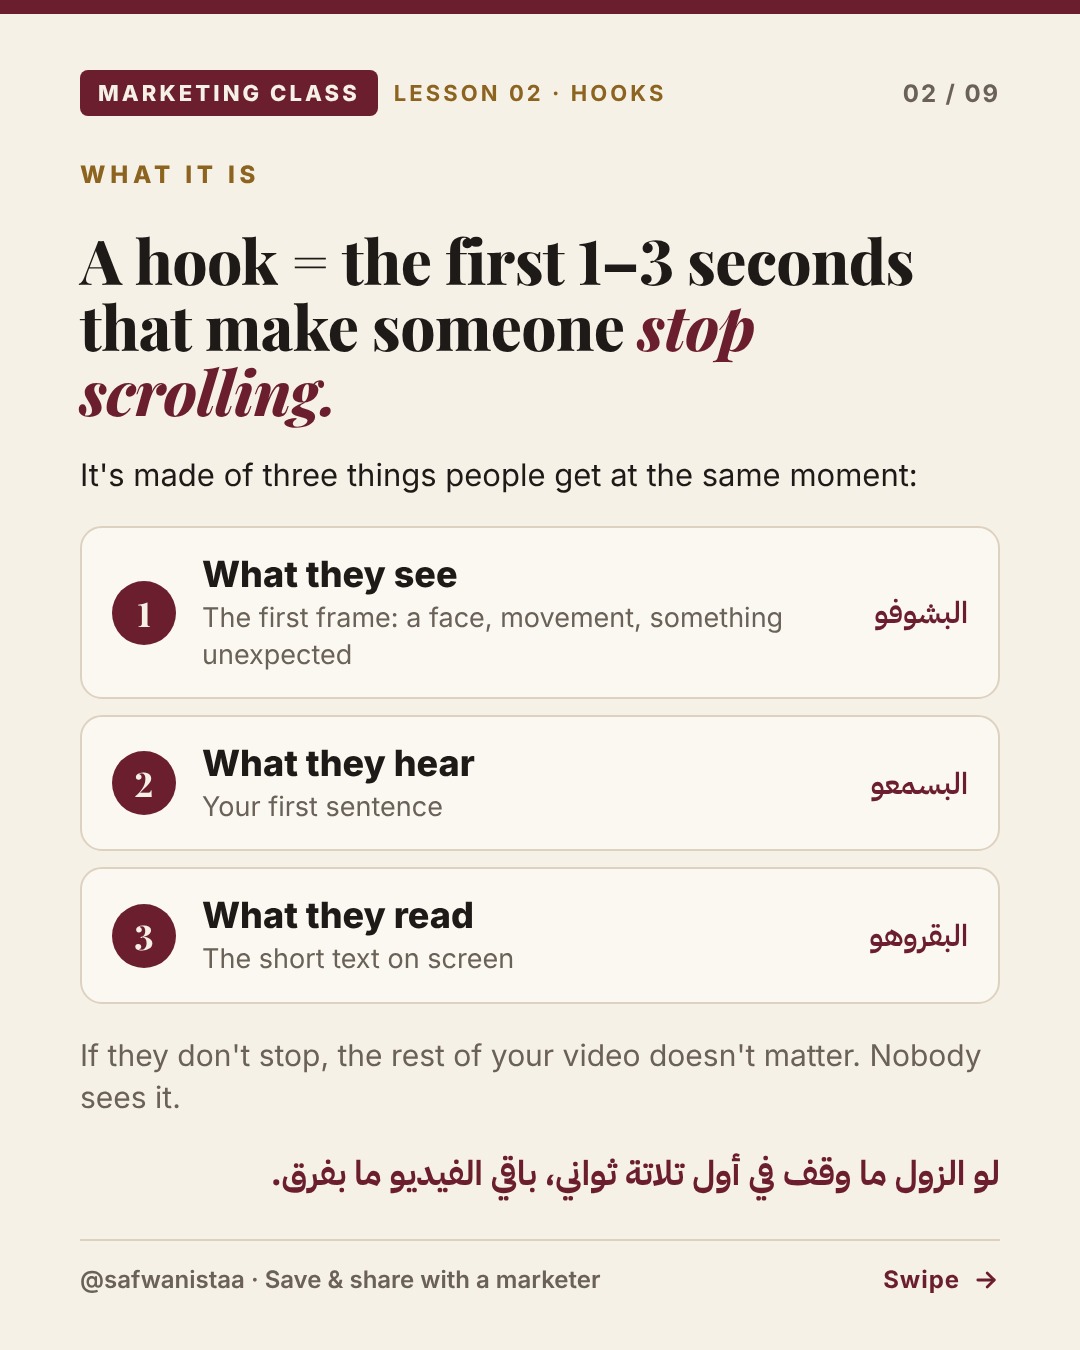 MARKETING CLASS LESSON 02 · HOOKS 02 / 09
WHAT IT IS
A hook = the first 1–3 seconds
that make someone stop
scrolling.
It's made of three things people get at the same moment:
1
What they see
The first frame: a face, movement, something
unexpected
البشوفو
2
What they hear
Your first sentence
البسمعو
3
What they read
The short text on screen
البقروهو
If they don't stop, the rest of your video doesn't matter. Nobody
sees it.
لو الزول ما وقف في أول تلاتة ثواني، باقي الفيديو ما بفرق.
@safwanistaa · Save & share with a marketer Swipe →